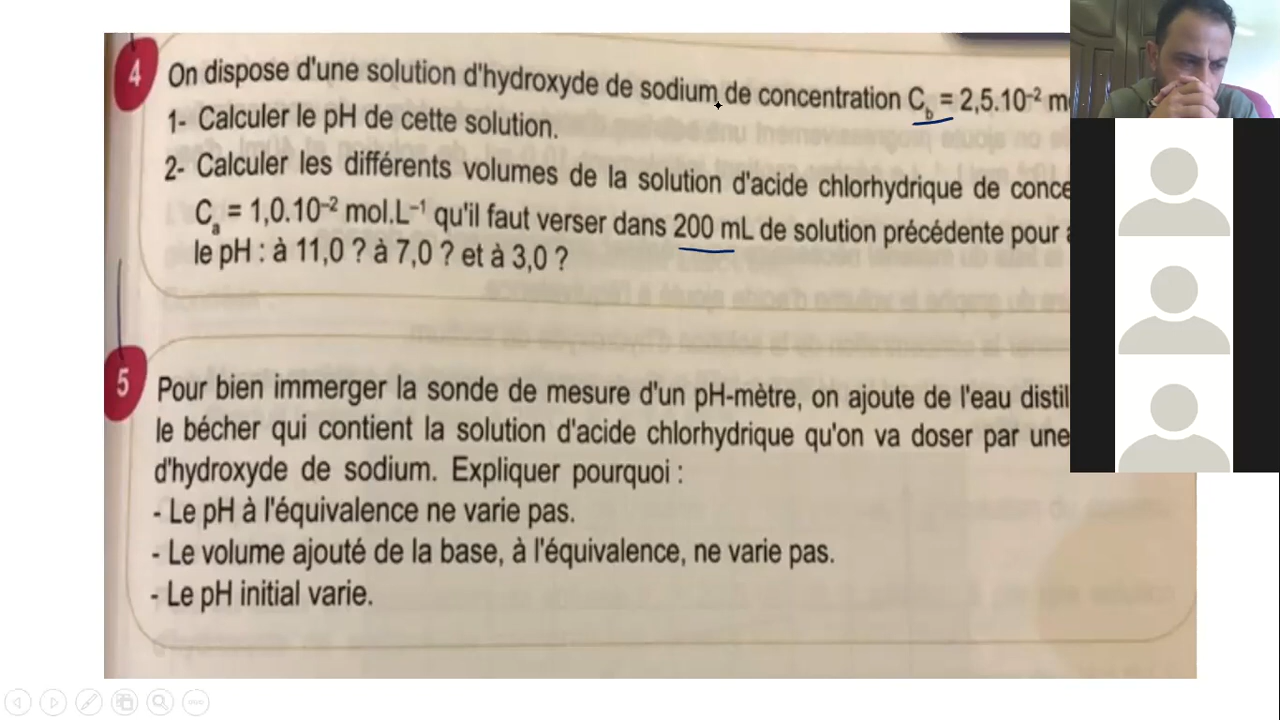 4
On dispose d'une solution d'hydroxyde de sodium de concentration C_b = 2,5.10⁻² m
1- Calculer le pH de cette solution.
2- Calculer les différents volumes de la solution d'acide chlorhydrique de conce
C_a = 1,0.10⁻² mol.L⁻¹ qu'il faut verser dans 200 mL de solution précédente pour
le pH : à 11,0 ? à 7,0 ? et à 3,0 ?
5
Pour bien immerger la sonde de mesure d'un pH-mètre, on ajoute de l'eau distil
le bécher qui contient la solution d'acide chlorhydrique qu'on va doser par une
d'hydroxyde de sodium. Expliquer pourquoi :
- Le pH à l'équivalence ne varie pas.
- Le volume ajouté de la base, à l'équivalence, ne varie pas.
- Le pH initial varie.